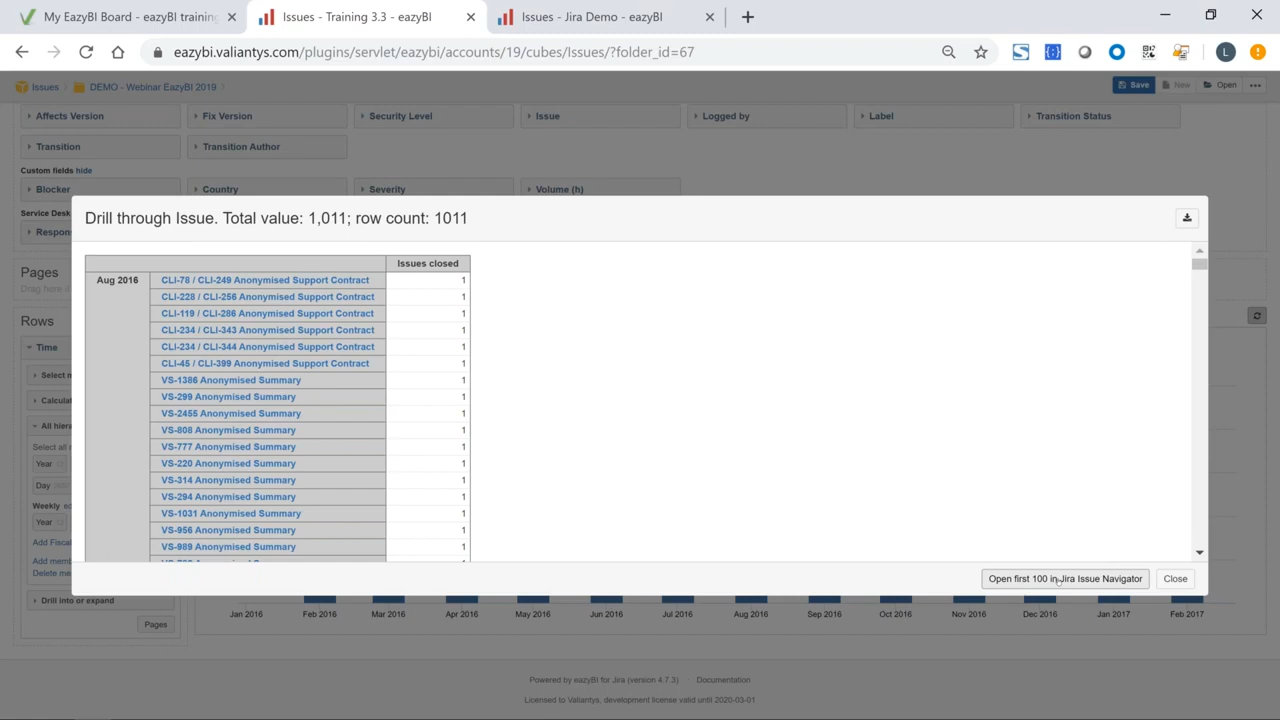 My EazyBI Board - eazyBI training
Issues - Training 3.3 - eazyBI
Issues - Jira Demo - eazyBI
eazybi.valiantys.com/plugins/servlet/eazybi/accounts/19/cubes/Issues/?folder_id=67
L
Issues
DEMO - Webinar EazyBI 2019
Save
New
Open
Affects Version
Fix Version
Security Level
Issue
Logged by
Label
Transition Status
Transition
Transition Author
Custom fields hide
Blocker
Country
Severity
Volume (h)
Service Desk
Drill through Issue. Total value: 1,011; row count: 1011
Issues closed
Aug 2016
CLI-78 / CLI-249 Anonymised Support Contract 1
CLI-228 / CLI-256 Anonymised Support Contract 1
CLI-119 / CLI-286 Anonymised Support Contract 1
CLI-234 / CLI-343 Anonymised Support Contract 1
CLI-234 / CLI-344 Anonymised Support Contract 1
CLI-45 / CLI-399 Anonymised Support Contract 1
VS-1386 Anonymised Summary 1
VS-299 Anonymised Summary 1
VS-2455 Anonymised Summary 1
VS-808 Anonymised Summary 1
VS-777 Anonymised Summary 1
VS-220 Anonymised Summary 1
VS-314 Anonymised Summary 1
VS-294 Anonymised Summary 1
VS-1031 Anonymised Summary 1
VS-956 Anonymised Summary 1
VS-989 Anonymised Summary 1
Open first 100 in Jira Issue Navigator
Close
Pages
Drag here
Rows
Time
All
Select all
Year
Day
Weekly
Year
Add
Add
Delete
Drill into or expand
Pages
Jan 2016 Feb 2016 Mar 2016 Apr 2016 May 2016 Jun 2016 Jul 2016 Aug 2016 Sep 2016 Oct 2016 Nov 2016 Dec 2016 Jan 2017 Feb 2017
Powered by eazyBI for Jira (version 4.7.3) · Documentation
Licensed to Valiantys, development license valid until 2020-03-01